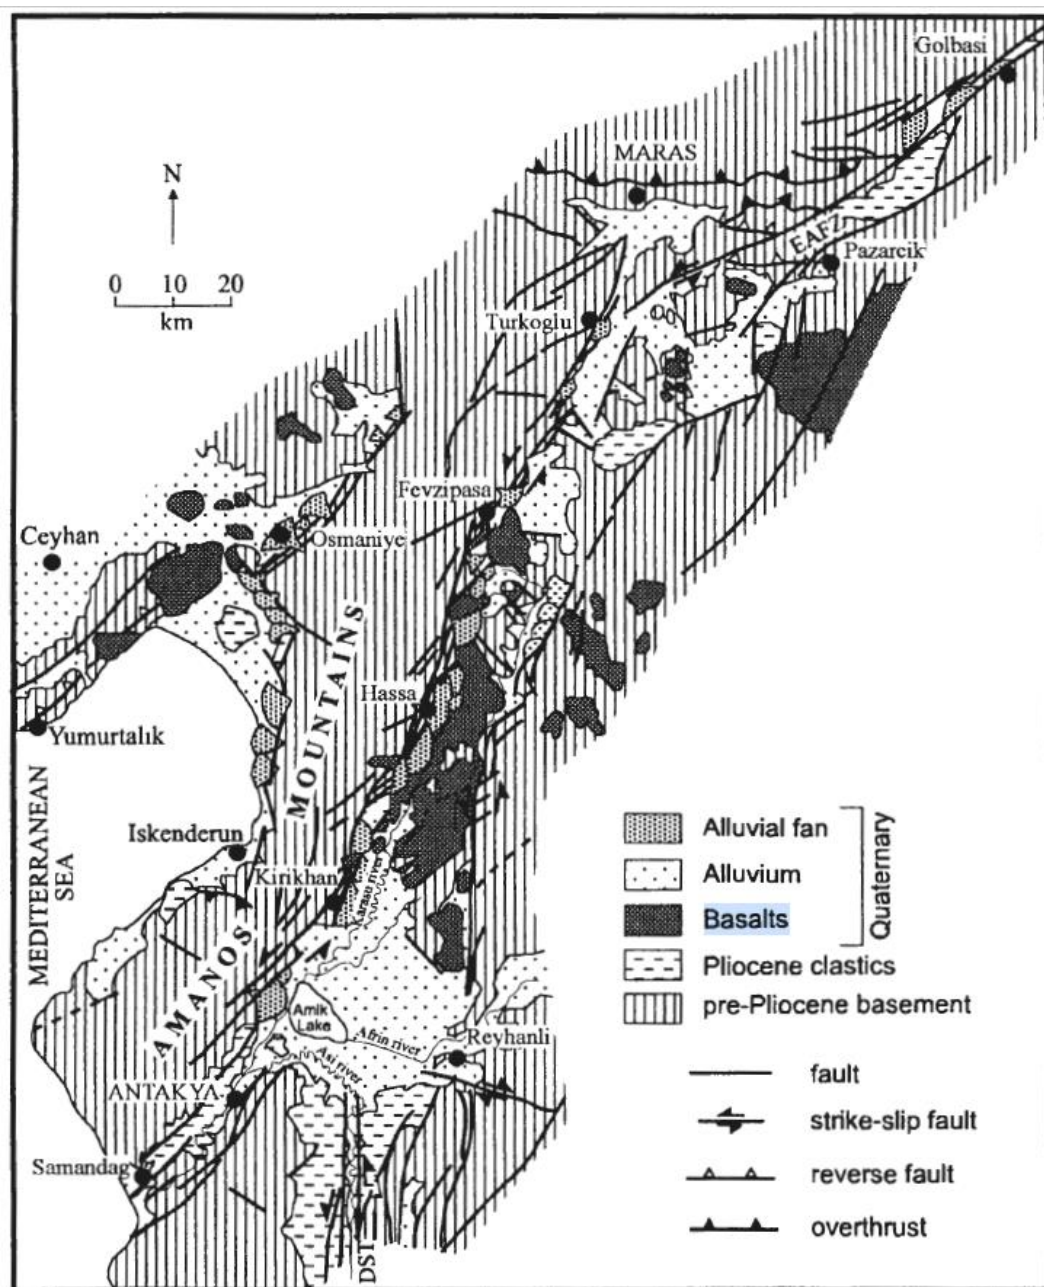 Golbasi
MARAS
N
EAFZ
Pazarcik
0 10 20
km
Turkoglu
Fevzipasa
Ceyhan
Osmaniye
MOUNTAINS
Hassa
Yumurtalık
MEDITERRANEAN
SEA
Iskenderun
Kirikhan
Karasu river
AMANOS
Amik
Lake
Afrin river
Reyhanli
Asi river
ANTAKYA
Samandag
DST
Alluvial fan
Alluvium
Basalts
Quaternary
Pliocene clastics
pre-Pliocene basement
fault
strike-slip fault
reverse fault
overthrust